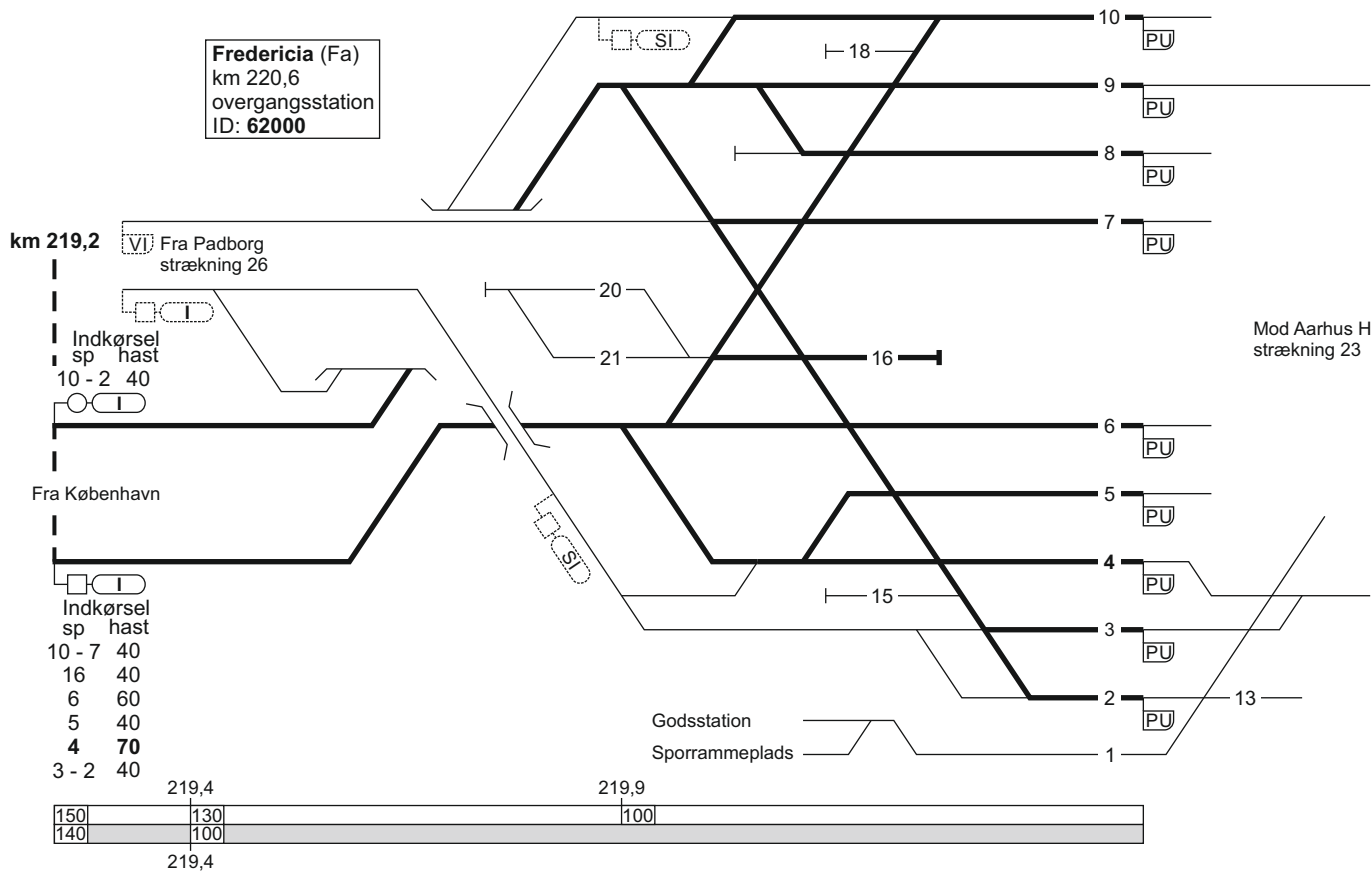 Fredericia (Fa)
km 220,6
overgangsstation
ID: 62000
SI
10
PU
18
9
PU
8
PU
7
PU
km 219,2
VI Fra Padborg
strækning 26
I
20
21
16
Mod Aarhus H
strækning 23
Indkørsel
sp hast
10 - 2 40
I
6
PU
Fra København
5
PU
SI
4
PU
I
Indkørsel
sp hast
10 - 7 40
16 40
6 60
5 40
4 70
3 - 2 40
15
3
PU
2
PU
13
Godsstation
Sporrammeplads
1
219,4 219,9
150 130 100
140 100
219,4